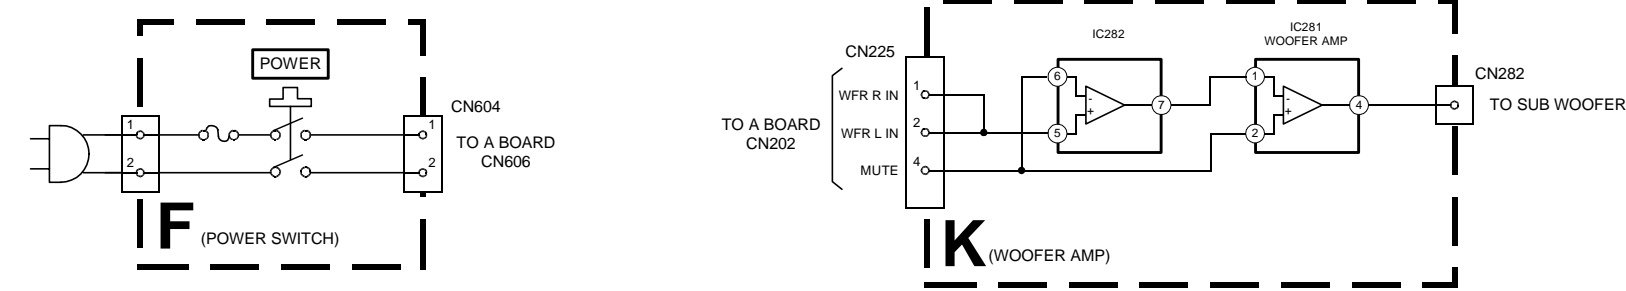 POWER
1
2
CN604
1
2
TO A BOARD
CN606
F (POWER SWITCH)
TO A BOARD
CN202
CN225
WFR R IN 1
WFR L IN 2
MUTE 4
IC282
6
-
+
5
7
IC281
WOOFER AMP
1
-
+
2
4
CN282
TO SUB WOOFER
K (WOOFER AMP)